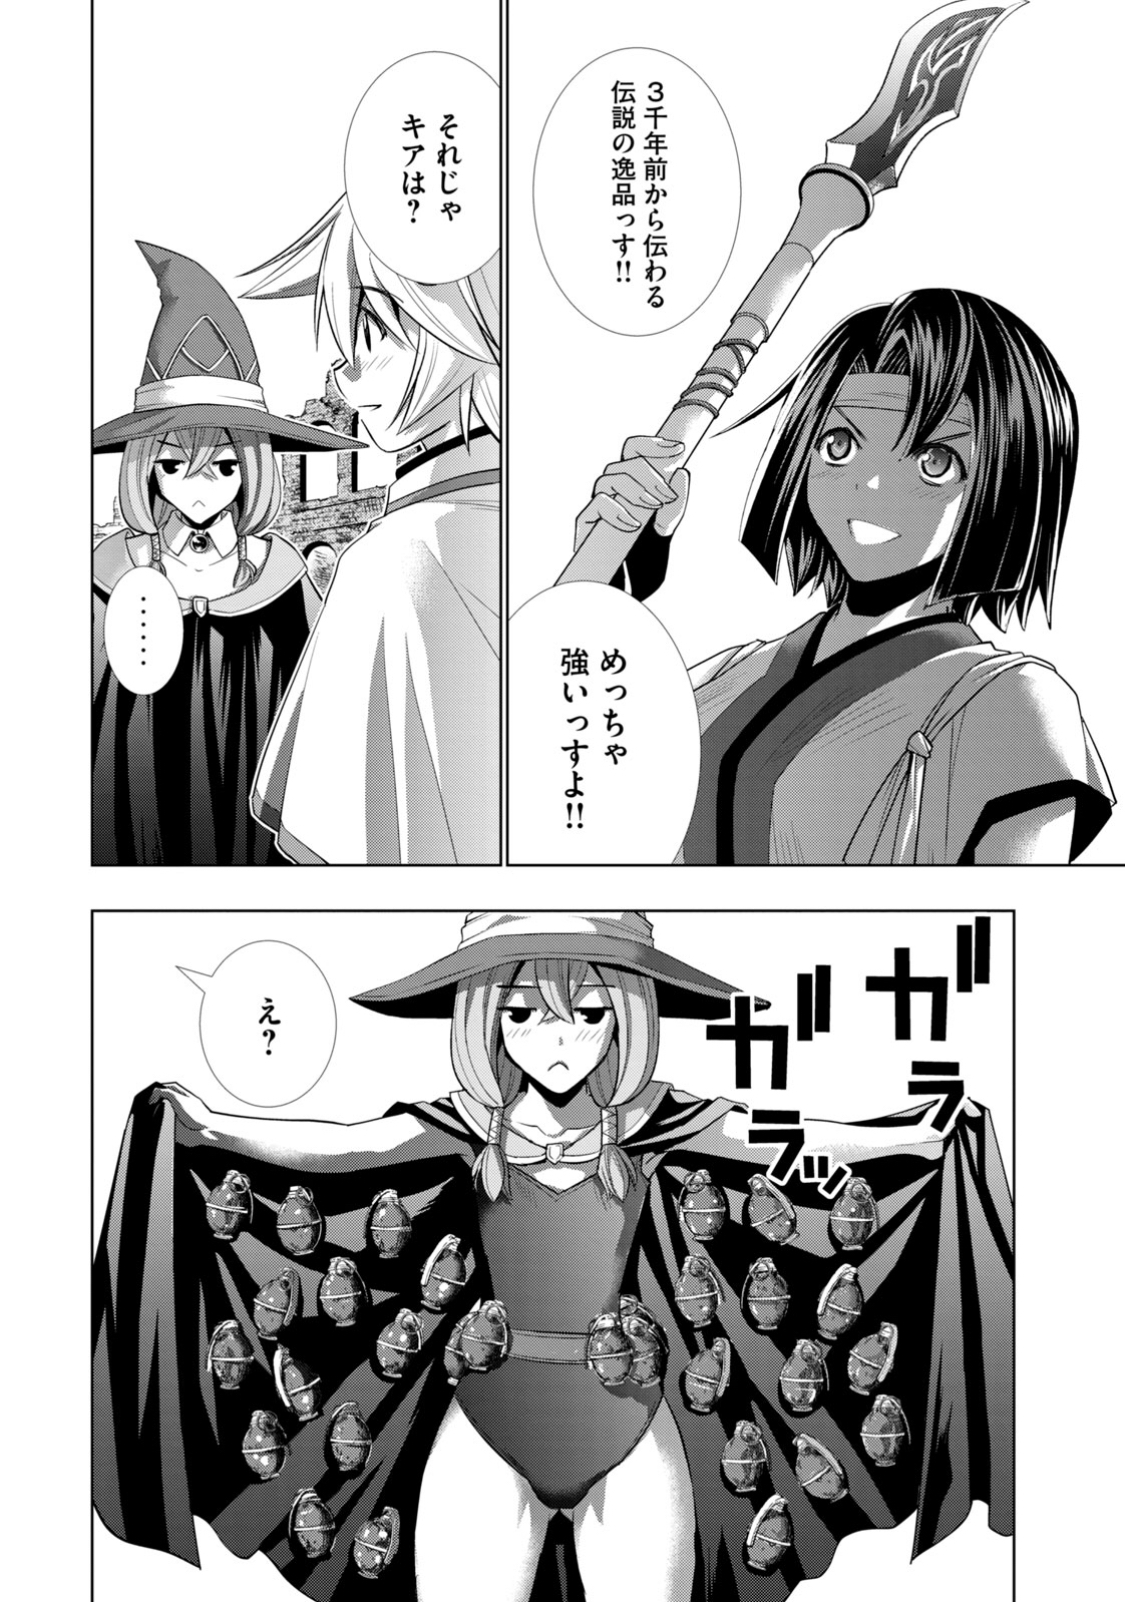 ３千年前から伝わる
伝説の逸品っす!!
めっちゃ
強いっすよ!!
それじゃ
キアは?
‥‥‥
え?
ガラ
ガラッ